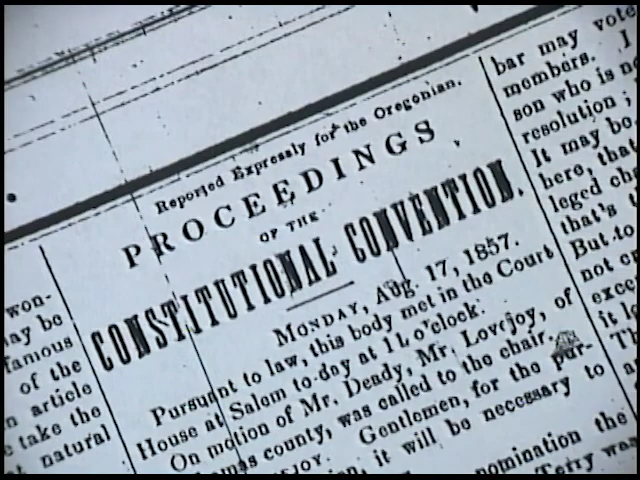 won-
may be
famous
of the
article
take the
natural
Reported Expressly for the Oregonian.
PROCEEDINGS
OF THE
CONSTITUTIONAL CONVENTION.
MONDAY, Aug. 17, 1857.
Pursuant to law, this body met in the Court
House at Salem to-day at 11 o'clock.
On motion of Mr. Deady, Mr. Lovejoy, of
county, was called to the chair.
Gentlemen, for the pur-
it will be necessary to
nomination the
Terry was
bar may vote
members. I
son who is no
resolution;
It may be
here, that
leged
that's
But to
not
it